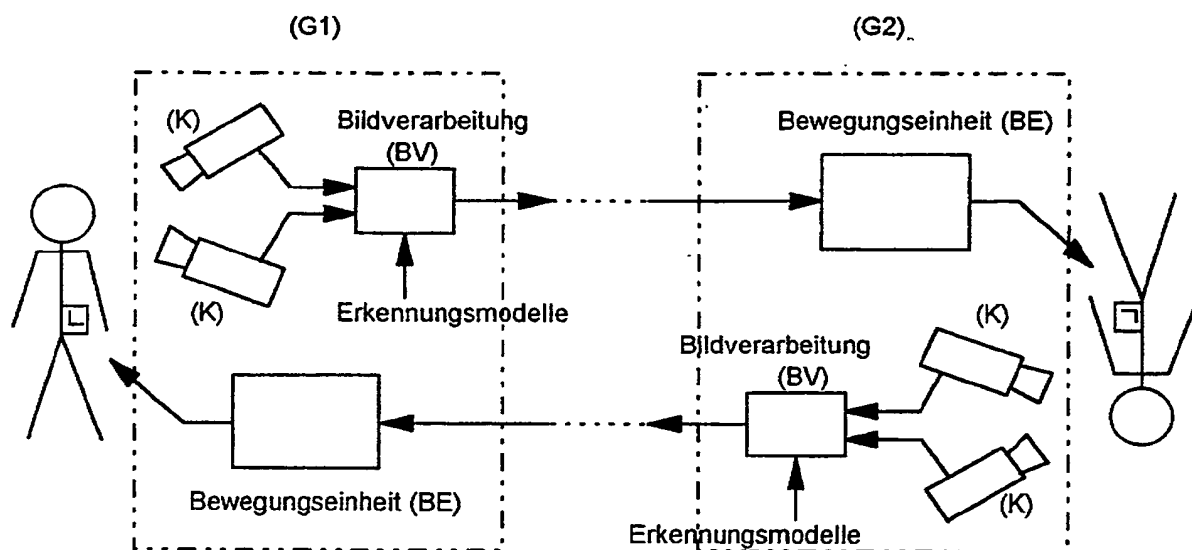 (G1)
(G2)
(K)
Bildverarbeitung
(BV)
(K)
Erkennungsmodelle
Bewegungseinheit (BE)
Bewegungseinheit (BE)
Bildverarbeitung
(BV)
(K)
(K)
Erkennungsmodelle